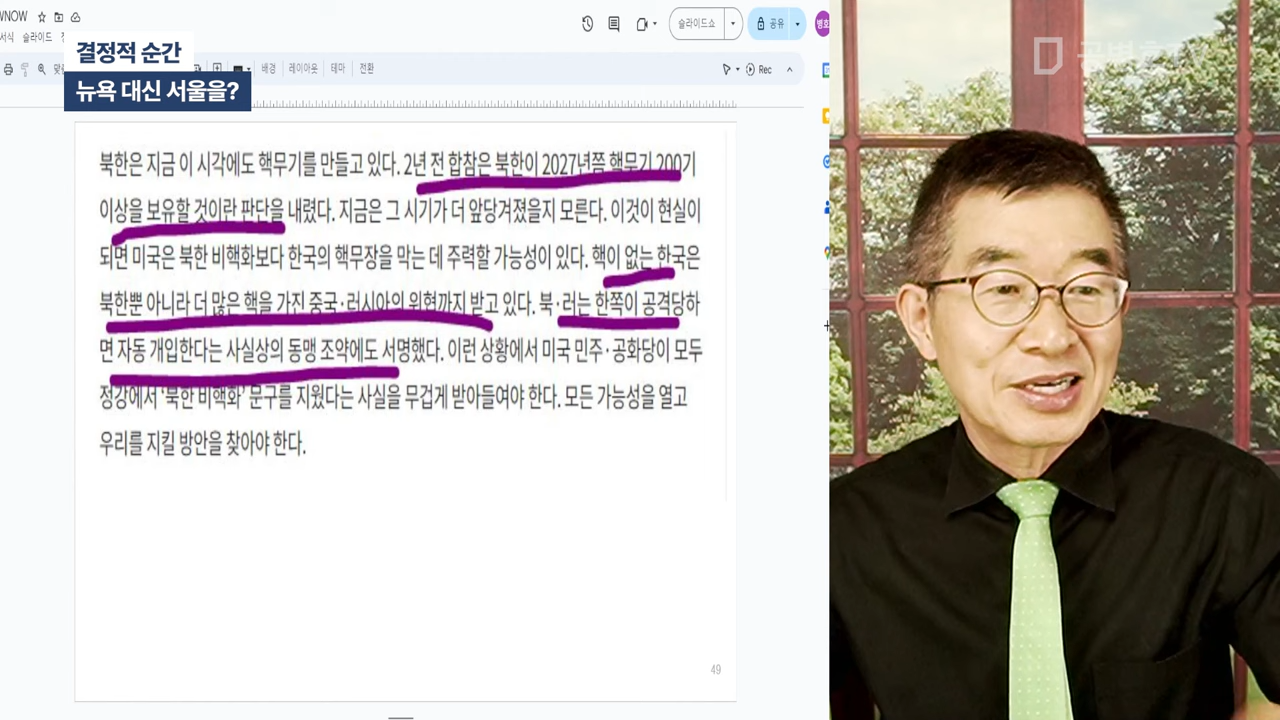 WNOW
서식 슬라이드
슬라이드쇼
공유
병호
결정적 순간
뉴욕 대신 서울을?
배경 레이아웃 테마 전환
Rec
공병호TV
북한은 지금 이 시각에도 핵무기를 만들고 있다. 2년 전 합참은 북한이 2027년쯤 핵무기 200기
이상을 보유할 것이란 판단을 내렸다. 지금은 그 시기가 더 앞당겨졌을지 모른다. 이것이 현실이
되면 미국은 북한 비핵화보다 한국의 핵무장을 막는 데 주력할 가능성이 있다. 핵이 없는 한국은
북한뿐 아니라 더 많은 핵을 가진 중국·러시아의 위협까지 받고 있다. 북·러는 한쪽이 공격당하
면 자동 개입한다는 사실상의 동맹 조약에도 서명했다. 이런 상황에서 미국 민주·공화당이 모두
정강에서 '북한 비핵화' 문구를 지웠다는 사실을 무겁게 받아들여야 한다. 모든 가능성을 열고
우리를 지킬 방안을 찾아야 한다.
49